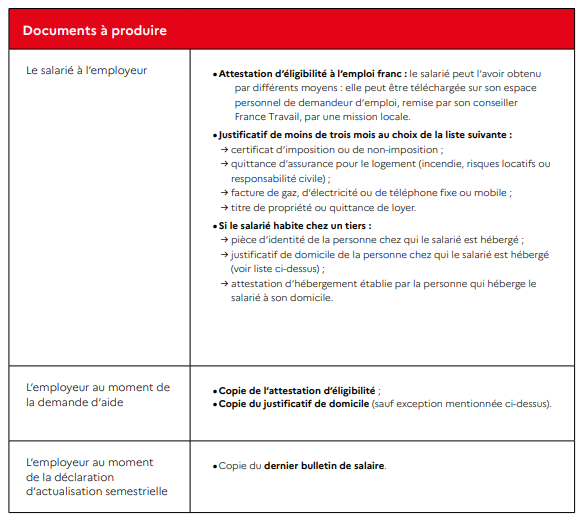 Documents à produire
Le salarié à l'employeur
• Attestation d'éligibilité à l'emploi franc : le salarié peut l'avoir obtenu
par différents moyens : elle peut être téléchargée sur son espace
personnel de demandeur d'emploi, remise par son conseiller
France Travail, par une mission locale.
• Justificatif de moins de trois mois au choix de la liste suivante :
→ certificat d'imposition ou de non-imposition ;
→ quittance d'assurance pour le logement (incendie, risques locatifs ou
responsabilité civile) ;
→ facture de gaz, d'électricité ou de téléphone fixe ou mobile ;
→ titre de propriété ou quittance de loyer.
• Si le salarié habite chez un tiers :
→ pièce d'identité de la personne chez qui le salarié est hébergé ;
→ justificatif de domicile de la personne chez qui le salarié est hébergé
(voir liste ci-dessus) ;
→ attestation d'hébergement établie par la personne qui héberge le
salarié à son domicile.
L'employeur au moment de
la demande d'aide
• Copie de l'attestation d'éligibilité ;
• Copie du justificatif de domicile (sauf exception mentionnée ci-dessus).
L'employeur au moment
de la déclaration
d'actualisation semestrielle
• Copie du dernier bulletin de salaire.